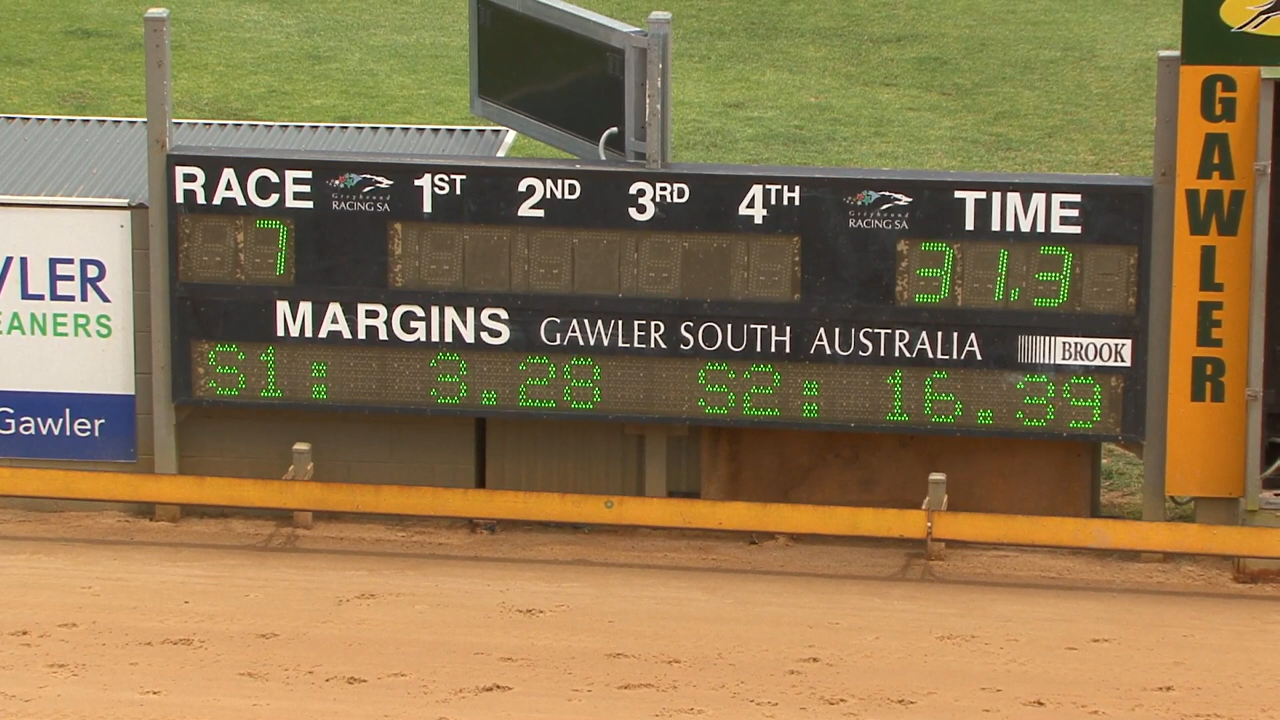 RACE Greyhound RACING SA 1ST 2ND 3RD 4TH Greyhound RACING SA TIME
7 31.3
MARGINS GAWLER SOUTH AUSTRALIA BROOK
S1: 3.28 S2: 16.39
GAWLER
EANERS
Gawler